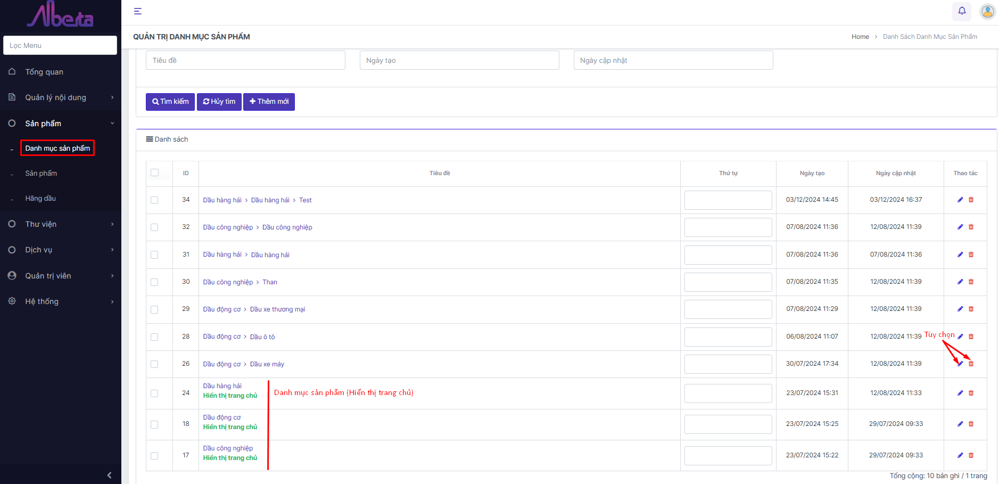 Alberta
Lọc Menu
Tổng quan
Quản lý nội dung
Sản phẩm
- Danh mục sản phẩm
- Sản phẩm
- Hãng dầu
Thư viện
Dịch vụ
Quản trị viên
Hệ thống
QUẢN TRỊ DANH MỤC SẢN PHẨM
Home > Danh Sách Danh Mục Sản Phẩm
Tiêu đề Ngày tạo Ngày cập nhật
Tìm kiếm Hủy tìm Thêm mới
Danh sách
ID Tiêu đề Thứ tự Ngày tạo Ngày cập nhật Thao tác
34 Dầu hàng hải > Dầu hàng hải > Test 03/12/2024 14:45 03/12/2024 16:37
32 Dầu công nghiệp > Dầu công nghiệp 07/08/2024 11:36 12/08/2024 11:39
31 Dầu hàng hải > Dầu hàng hải 07/08/2024 11:36 07/08/2024 11:36
30 Dầu công nghiệp > Than 07/08/2024 11:35 12/08/2024 11:39
29 Dầu động cơ > Dầu xe thương mại 07/08/2024 11:29 12/08/2024 11:39
28 Dầu động cơ > Dầu ô tô 06/08/2024 11:07 12/08/2024 11:39 Tùy chọn
26 Dầu động cơ > Dầu xe máy 30/07/2024 17:34 12/08/2024 11:39
Dầu hàng hải
24 Hiển thị trang chủ Danh mục sản phẩm (Hiển thị trang chủ) 23/07/2024 15:31 12/08/2024 11:33
Dầu động cơ
18 Hiển thị trang chủ 23/07/2024 15:25 29/07/2024 09:33
Dầu công nghiệp
17 Hiển thị trang chủ 23/07/2024 15:22 29/07/2024 09:33
Tổng cộng: 10 bản ghi / 1 trang